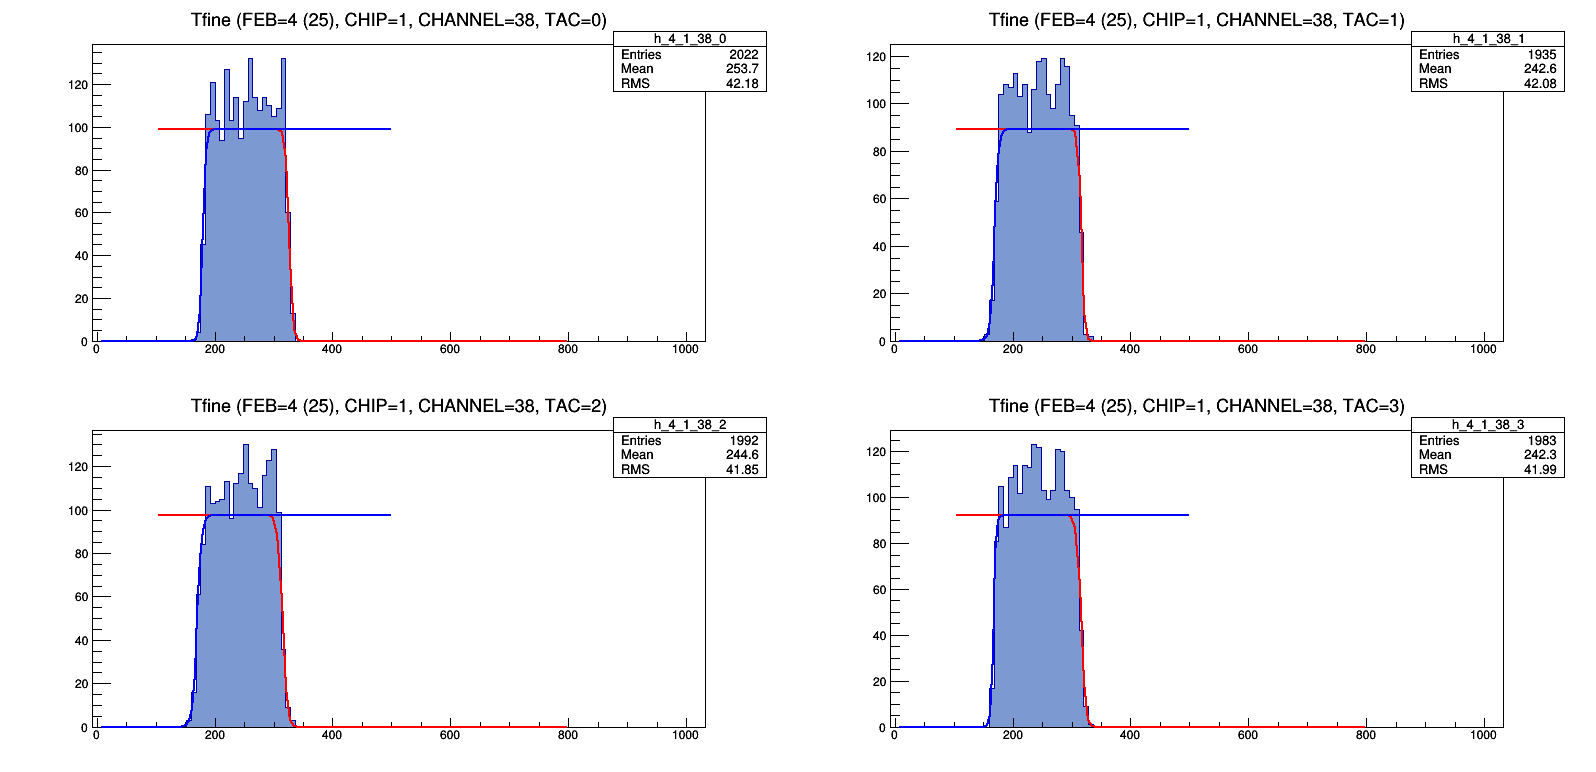 Tfine (FEB=4 (25), CHIP=1, CHANNEL=38, TAC=0)
h_4_1_38_0
Entries 2022
Mean 253.7
RMS 42.18
120
100
80
60
40
20
0
0 200 400 600 800 1000
Tfine (FEB=4 (25), CHIP=1, CHANNEL=38, TAC=1)
h_4_1_38_1
Entries 1935
Mean 242.6
RMS 42.08
120
100
80
60
40
20
0
0 200 400 600 800 1000
Tfine (FEB=4 (25), CHIP=1, CHANNEL=38, TAC=2)
h_4_1_38_2
Entries 1992
Mean 244.6
RMS 41.85
120
100
80
60
40
20
0
0 200 400 600 800 1000
Tfine (FEB=4 (25), CHIP=1, CHANNEL=38, TAC=3)
h_4_1_38_3
Entries 1983
Mean 242.3
RMS 41.99
120
100
80
60
40
20
0
0 200 400 600 800 1000